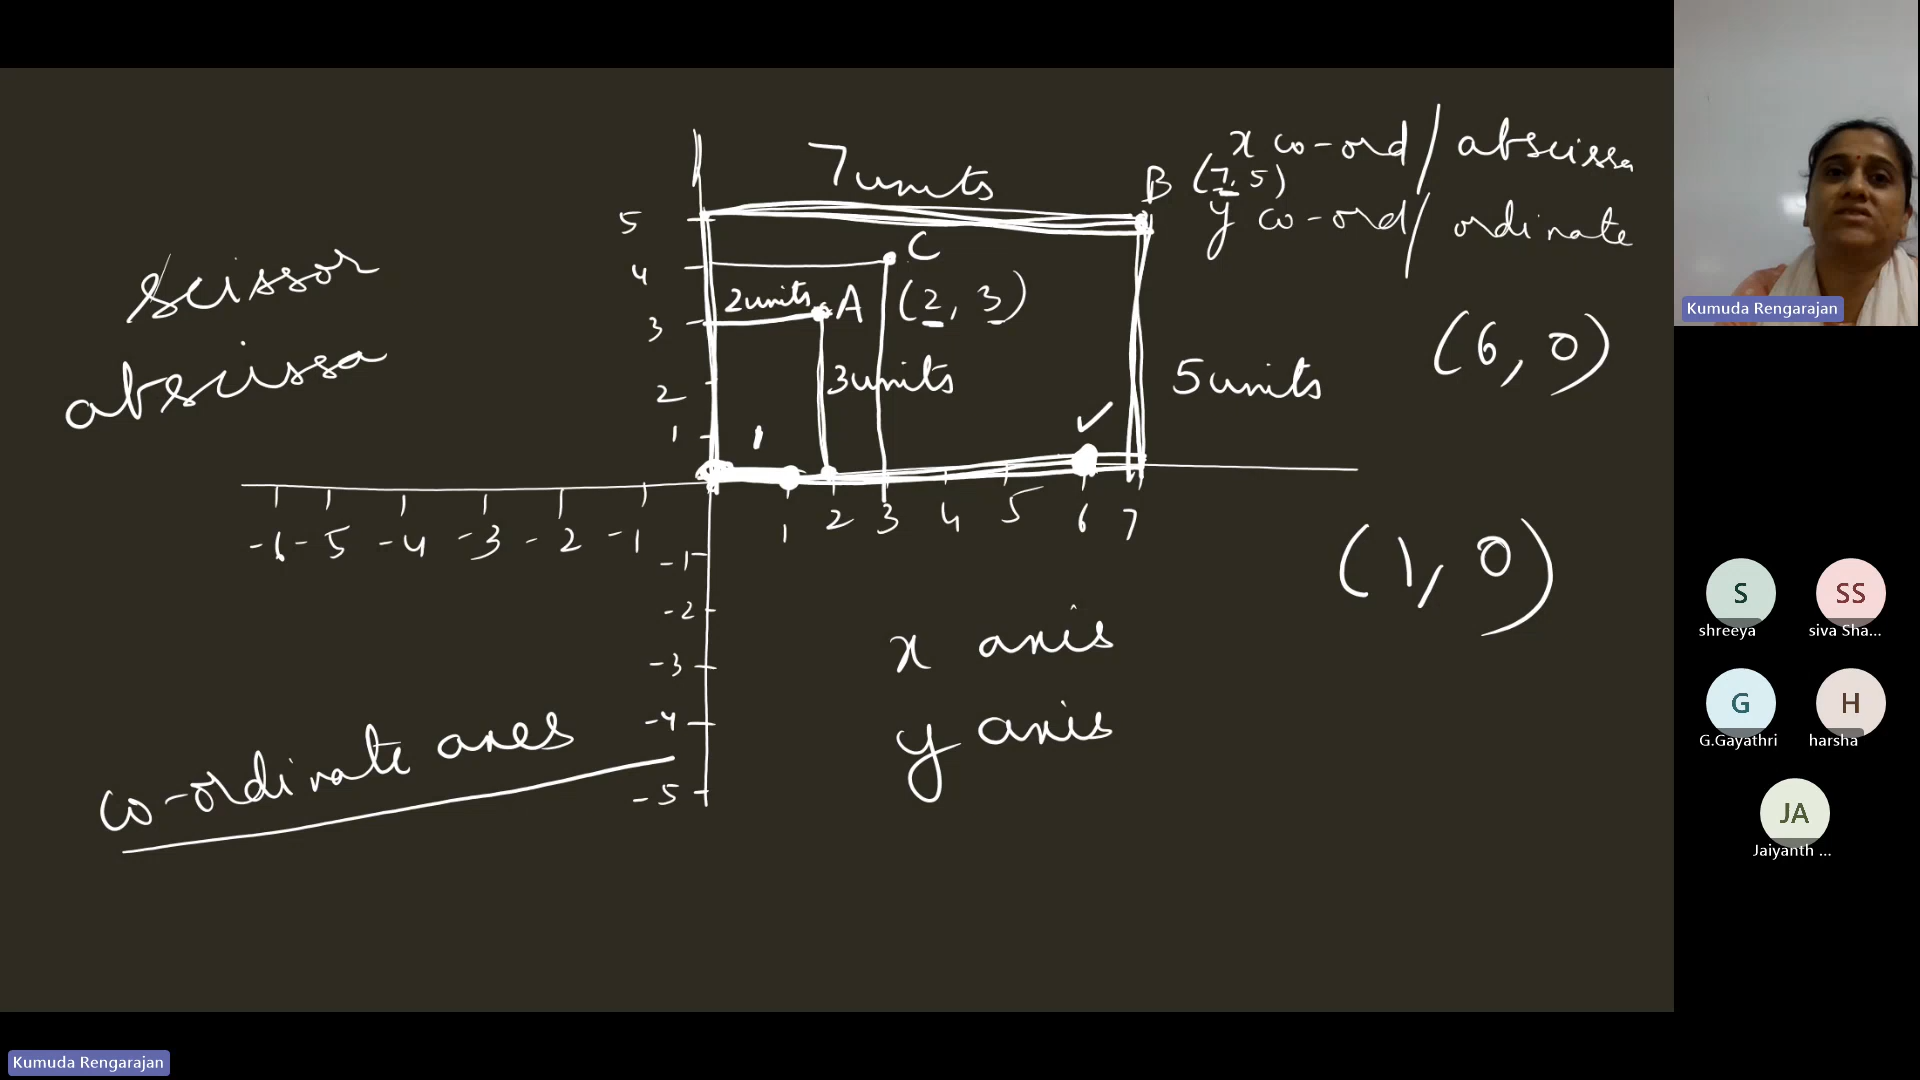 7 units
x co-ord / abscissa
B (7, 5)
y co-ord / ordinate
5
C
4
scissor
2 units A (2, 3)
3
(6, 0)
abscissa
3 units
5 units
2
1
1
-6 -5 -4 -3 -2 -1
1 2 3 4 5 6 7
(1, 0)
-1
-2
x axis
-3
-4
y axis
co-ordinate axes
-5
Kumuda Rengarajan
S
SS
shreeya
siva Sha...
G
H
G.Gayathri
harsha
JA
Jaiyanth ...
Kumuda Rengarajan